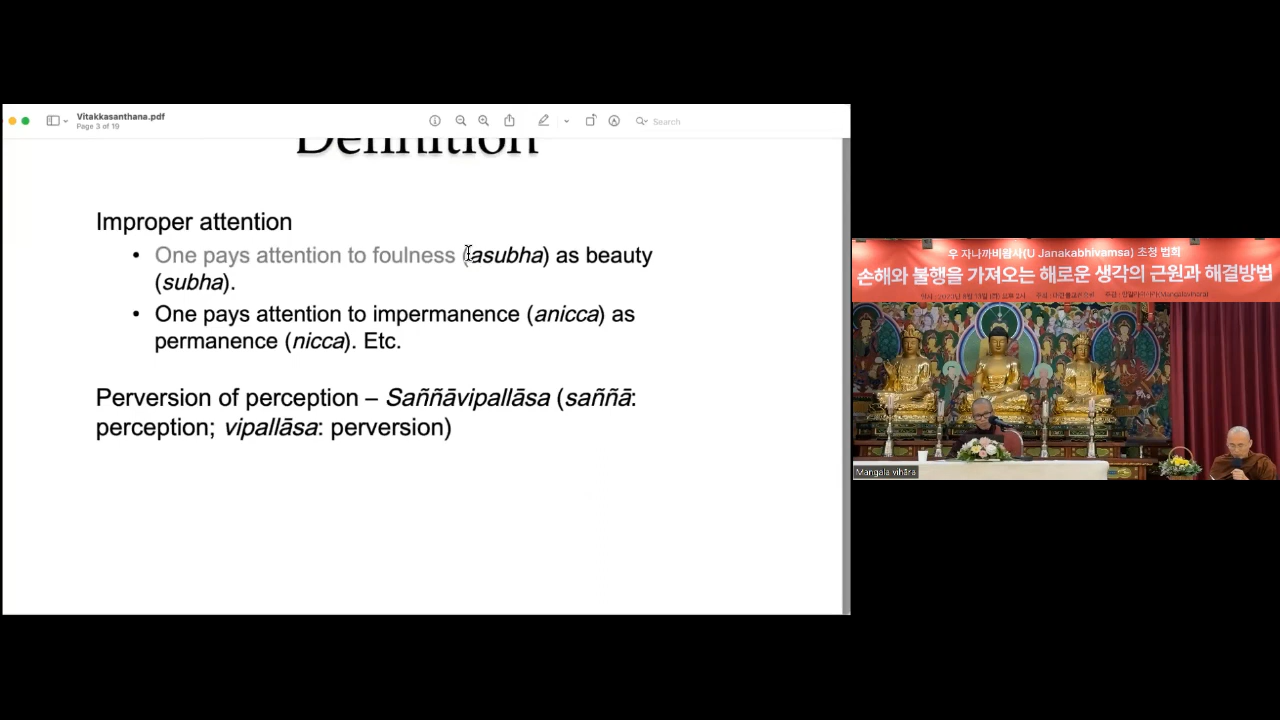 Vitakkasanthana.pdf
Page 3 of 19
Search
Definition
Improper attention
• One pays attention to foulness (asubha) as beauty
(subha).
• One pays attention to impermanence (anicca) as
permanence (nicca). Etc.
Perversion of perception – Saññāvipallāsa (saññā:
perception; vipallāsa: perversion)
우 자나까비왐사(U Janakabhivamsa) 초청 법회
손해와 불행을 가져오는 해로운 생각의 근원과 해결방법
Mangala vihāra